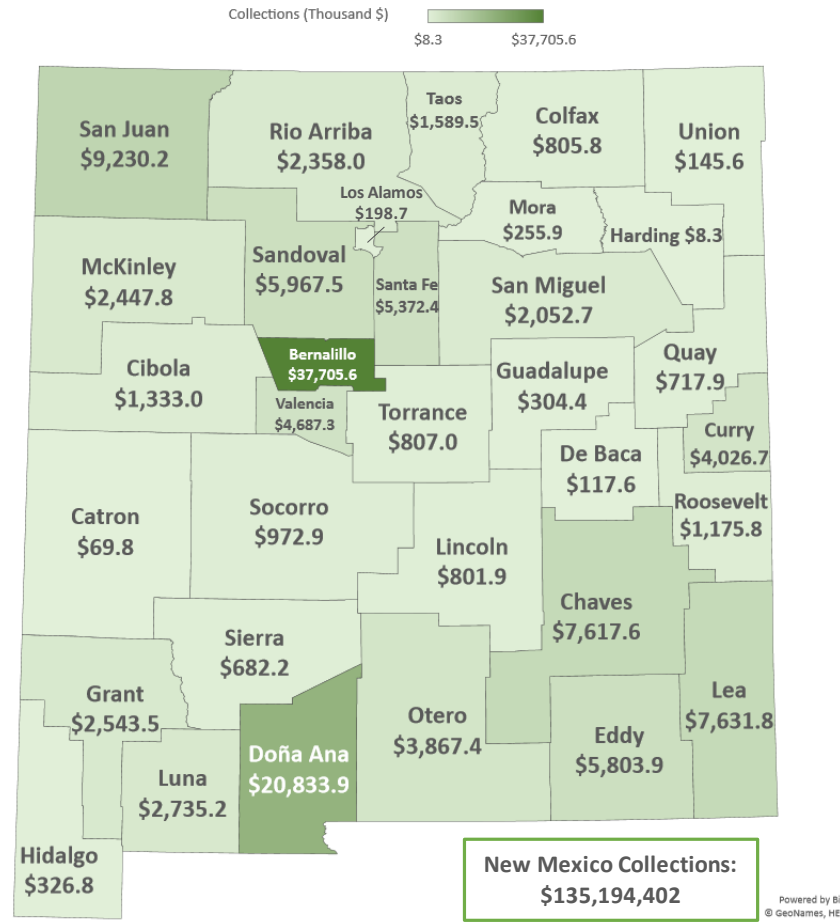 Collections (Thousand $)
$8.3
$37,705.6
San Juan
$9,230.2
Rio Arriba
$2,358.0
Taos
$1,589.5
Colfax
$805.8
Union
$145.6
Los Alamos
$198.7
Mora
$255.9
Harding $8.3
McKinley
$2,447.8
Sandoval
$5,967.5
Santa Fe
$5,372.4
San Miguel
$2,052.7
Cibola
$1,333.0
Bernalillo
$37,705.6
Valencia
$4,687.3
Torrance
$807.0
Guadalupe
$304.4
Quay
$717.9
Curry
$4,026.7
De Baca
$117.6
Roosevelt
$1,175.8
Catron
$69.8
Socorro
$972.9
Lincoln
$801.9
Chaves
$7,617.6
Sierra
$682.2
Grant
$2,543.5
Otero
$3,867.4
Lea
$7,631.8
Eddy
$5,803.9
Doña Ana
$20,833.9
Luna
$2,735.2
Hidalgo
$326.8
New Mexico Collections:
$135,194,402
Powered by
© GeoNames, HE